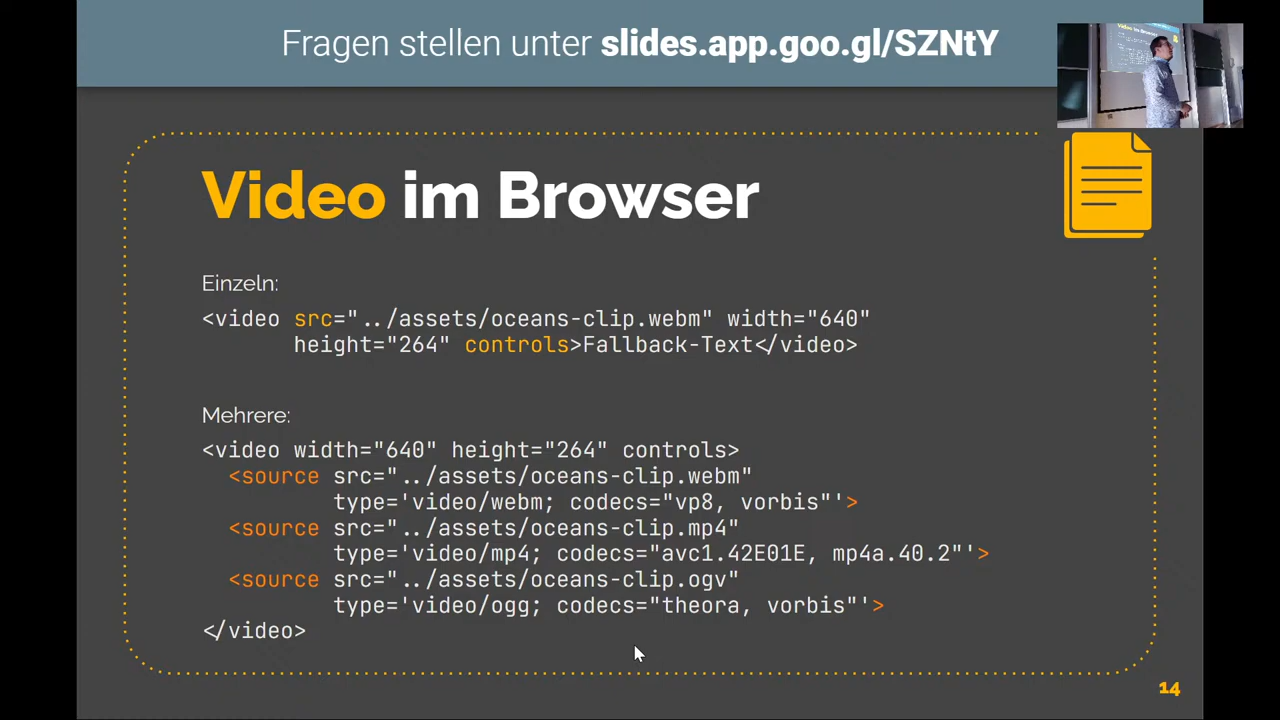 Fragen stellen unter slides.app.goo.gl/SZNtY
Video im Browser
Einzeln:
<video src="../assets/oceans-clip.webm" width="640"
height="264" controls>Fallback-Text</video>
Mehrere:
<video width="640" height="264" controls>
<source src="../assets/oceans-clip.webm"
type='video/webm; codecs="vp8, vorbis"'>
<source src="../assets/oceans-clip.mp4"
type='video/mp4; codecs="avc1.42E01E, mp4a.40.2"'>
<source src="../assets/oceans-clip.ogv"
type='video/ogg; codecs="theora, vorbis"'>
</video>
14